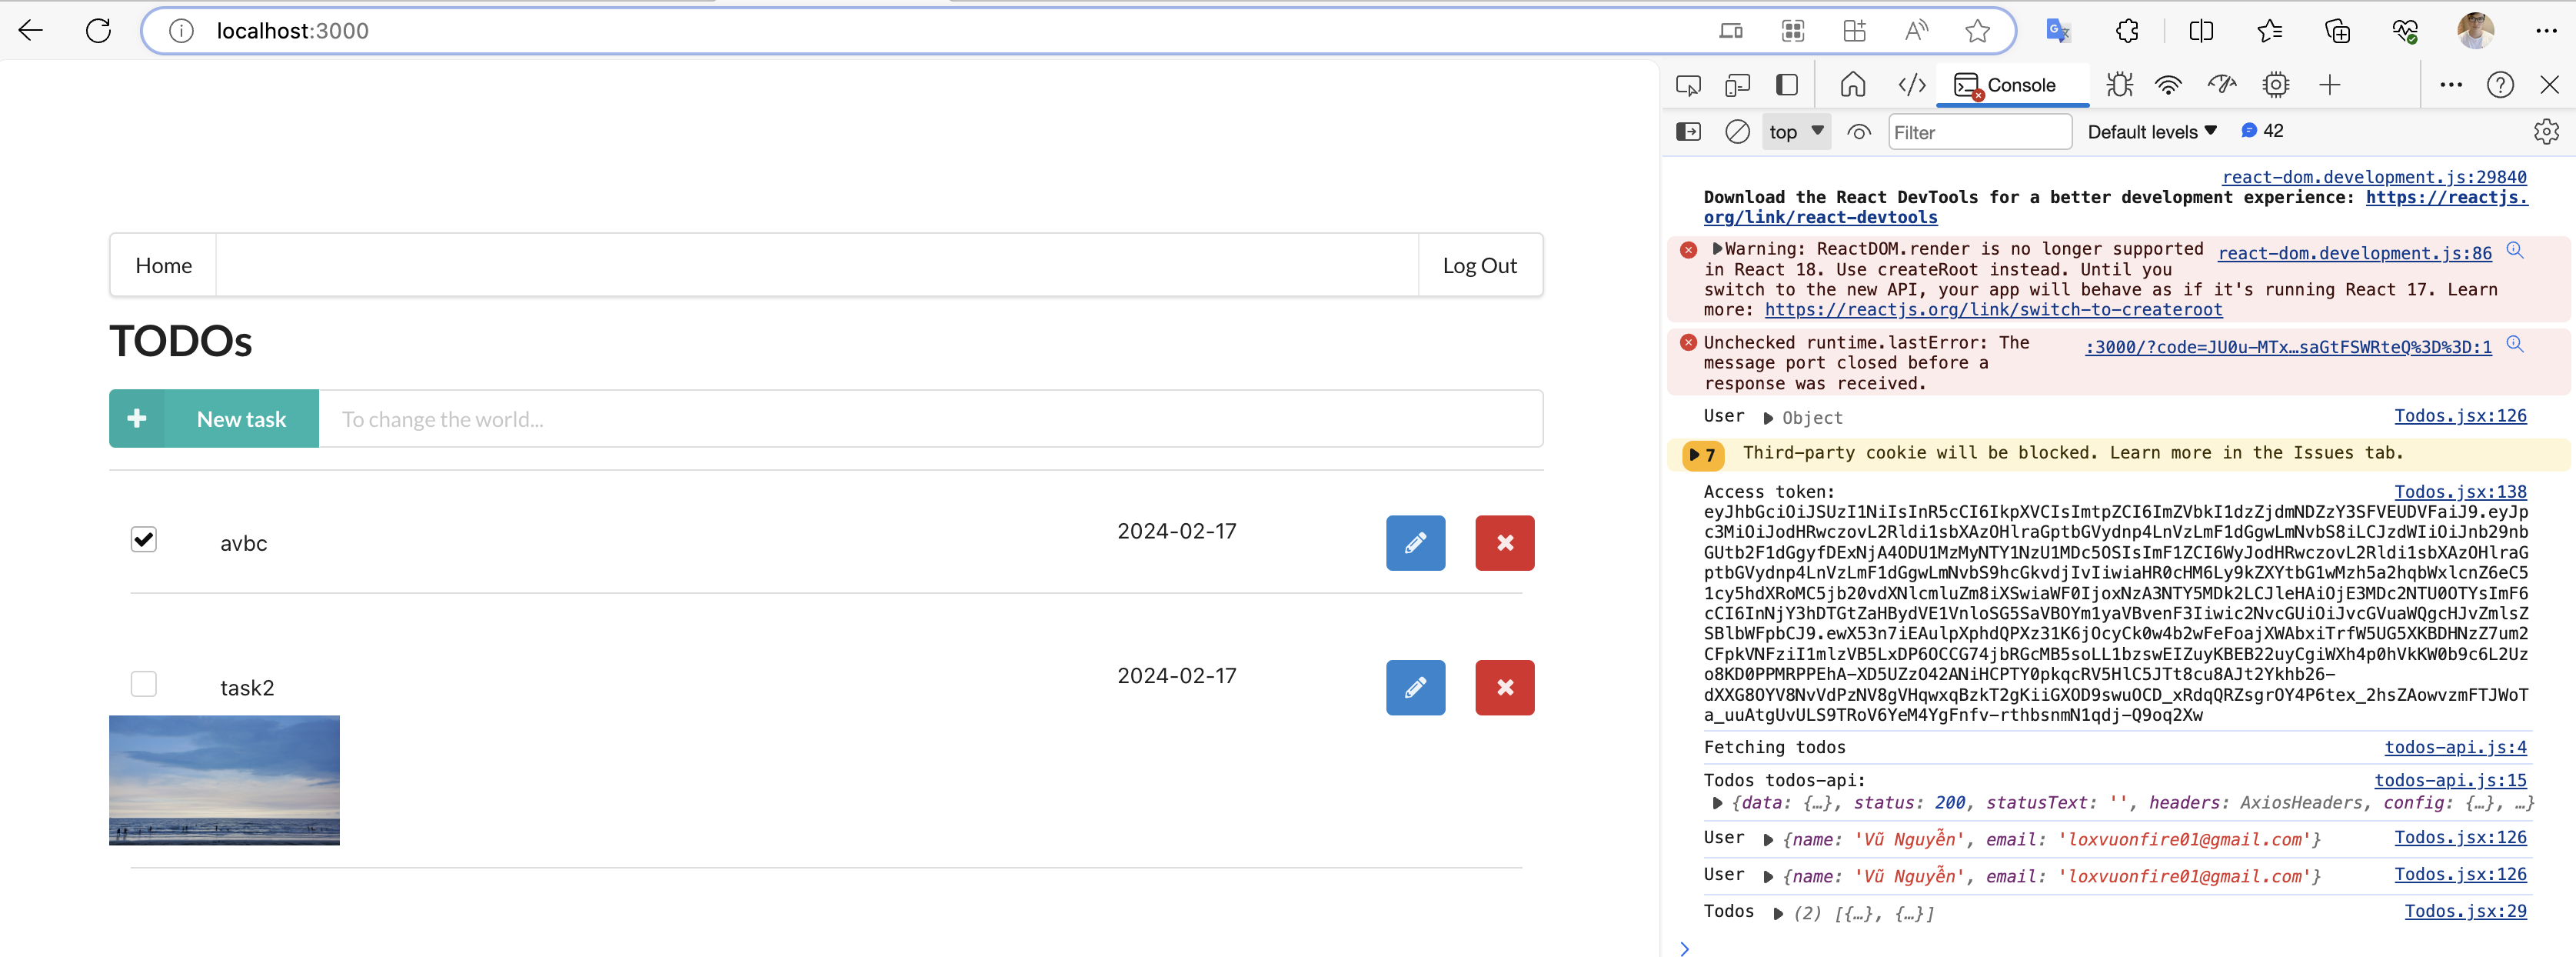 localhost:3000
Home
Log Out
TODOs
New task
To change the world...
avbc
2024-02-17
task2
2024-02-17
Console
top
Filter
Default levels
42
react-dom.development.js:29840
Download the React DevTools for a better development experience: https://reactjs.
org/link/react-devtools
Warning: ReactDOM.render is no longer supported
react-dom.development.js:86
in React 18. Use createRoot instead. Until you
switch to the new API, your app will behave as if it's running React 17. Learn
more: https://reactjs.org/link/switch-to-createroot
Unchecked runtime.lastError: The
:3000/?code=JU0u-MTx…saGtFSWRteQ%3D%3D:1
message port closed before a
response was received.
User Object
Todos.jsx:126
7 Third-party cookie will be blocked. Learn more in the Issues tab.
Access token:
Todos.jsx:138
Fetching todos
todos-api.js:4
Todos todos-api:
todos-api.js:15
{data: {…}, status: 200, statusText: '', headers: AxiosHeaders, config: {…}, …}
User {name: 'Vũ Nguyễn', email: 'loxvuonfire01@gmail.com'}
Todos.jsx:126
User {name: 'Vũ Nguyễn', email: 'loxvuonfire01@gmail.com'}
Todos.jsx:126
Todos (2) [{…}, {…}]
Todos.jsx:29